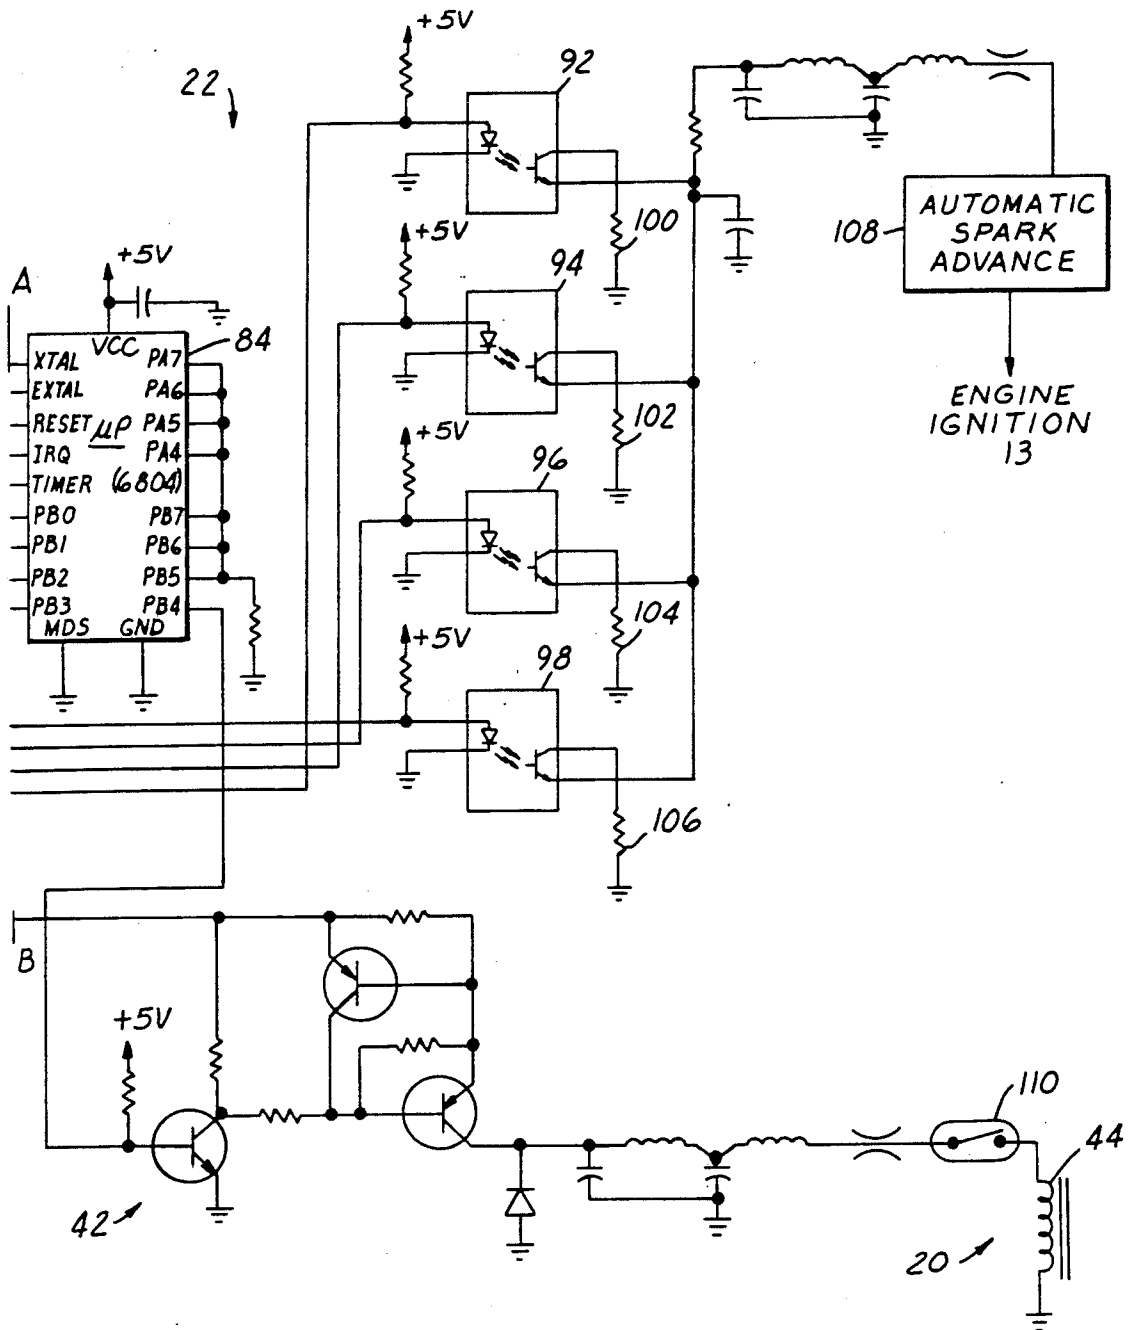 +5V
22
92
100
+5V
94
108
AUTOMATIC
SPARK
ADVANCE
A
+5V
84
VCC
XTAL PA7
EXTAL PA6
RESET µP PA5
IRQ PA4
TIMER (6804)
PB0 PB7
PB1 PB6
PB2 PB5
PB3 PB4
MDS GND
102
+5V
96
ENGINE
IGNITION
13
104
+5V
98
106
B
+5V
42
110
44
20